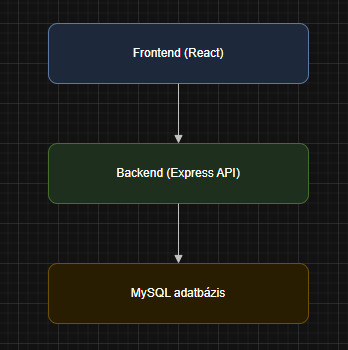 Frontend (React)
Backend (Express API)
MySQL adatbázis